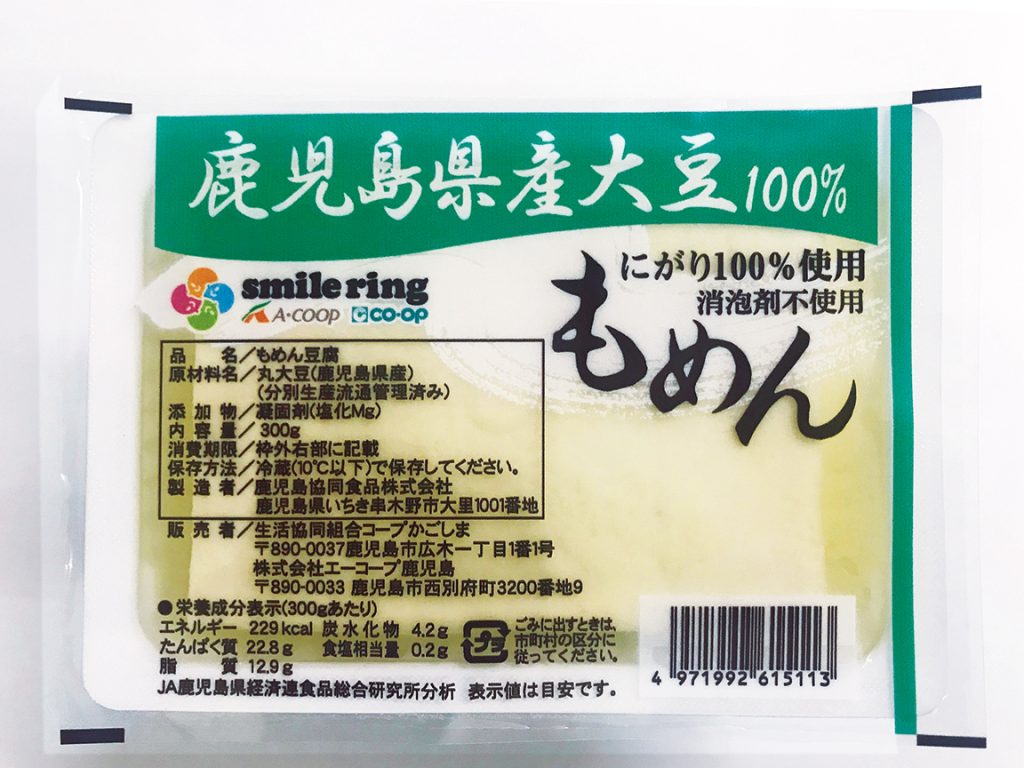 鹿児島県産大豆100%
にがり100%使用
消泡剤不使用
もめん
smile ring
A・COOP CO・OP
品名／もめん豆腐
原材料名／丸大豆(鹿児島県産)
(分別生産流通管理済み)
添加物／凝固剤(塩化Mg)
内容量／300g
消費期限／枠外右部に記載
保存方法／冷蔵(10℃以下)で保存してください。
製造者／鹿児島協同食品株式会社
鹿児島県いちき串木野市大里1001番地
販売者／生活協同組合コープかごしま
〒890-0037鹿児島市広木一丁目1番1号
株式会社エーコープ鹿児島
〒890-0033 鹿児島市西別府町3200番地9
●栄養成分表示(300gあたり)
エネルギー 229kcal 炭水化物 4.2g
たんぱく質 22.8g 食塩相当量 0.2g
脂質 12.9g
JA鹿児島県経済連食品総合研究所分析 表示値は目安です。
プラ
ごみに出すときは、
市町村の区分に
従ってください。
4 971992 615113